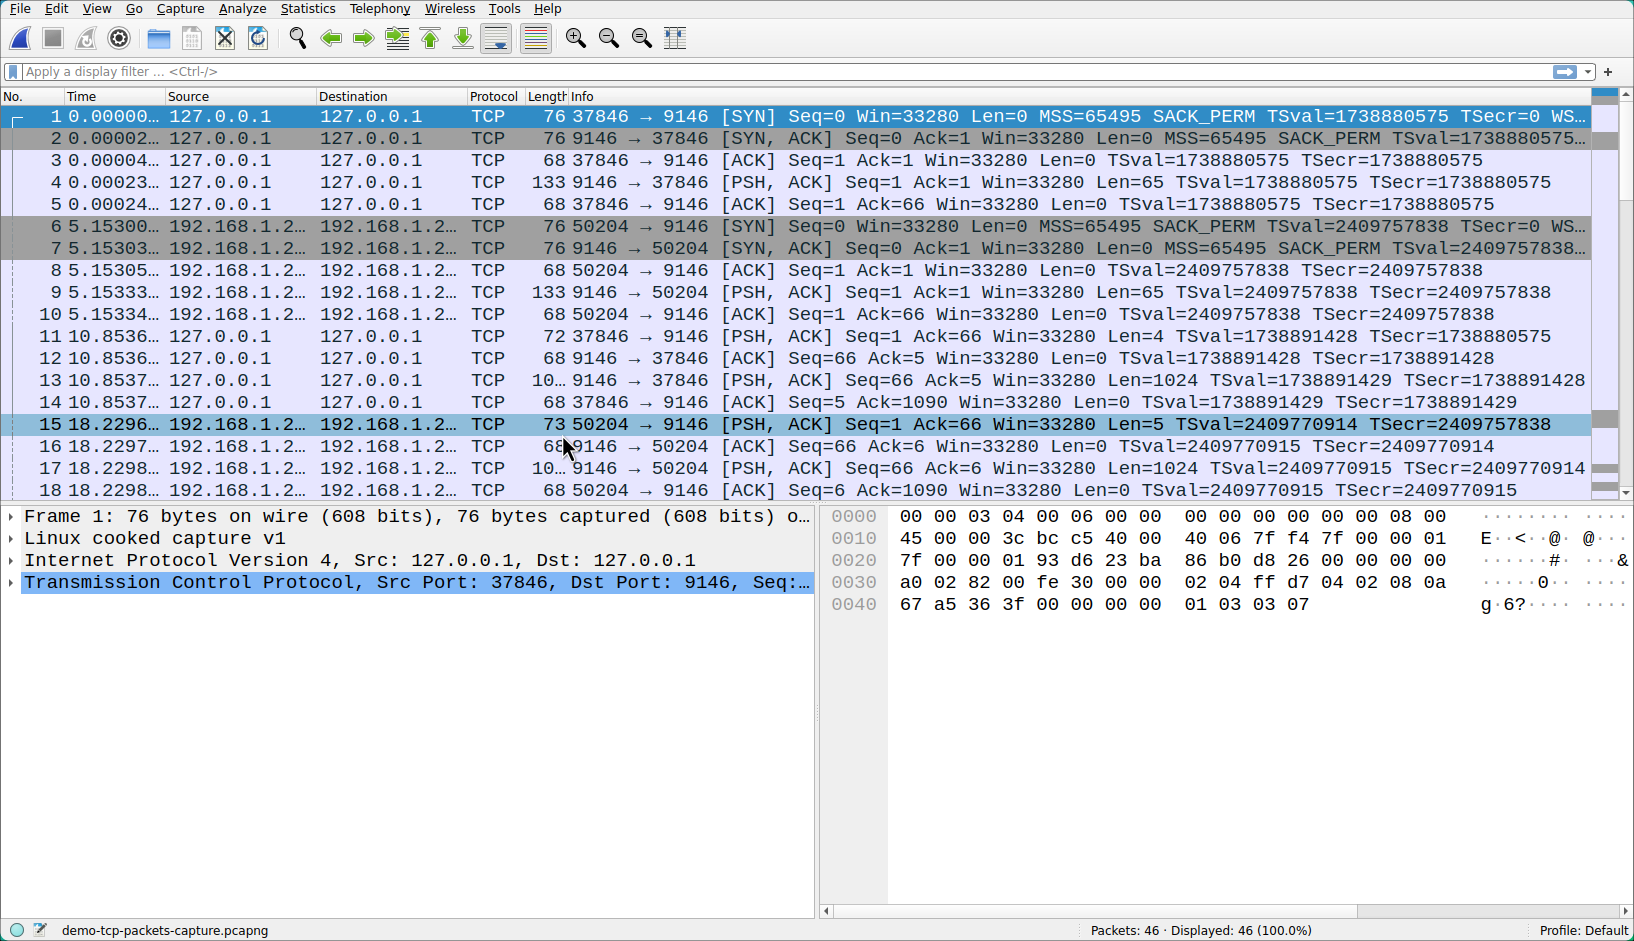 File Edit View Go Capture Analyze Statistics Telephony Wireless Tools Help
Apply a display filter ... <Ctrl-/>
No. Time Source Destination Protocol Length Info
1 0.00000… 127.0.0.1 127.0.0.1 TCP 76 37846 → 9146 [SYN] Seq=0 Win=33280 Len=0 MSS=65495 SACK_PERM TSval=1738880575 TSecr=0 WS…
2 0.00002… 127.0.0.1 127.0.0.1 TCP 76 9146 → 37846 [SYN, ACK] Seq=0 Ack=1 Win=33280 Len=0 MSS=65495 SACK_PERM TSval=1738880575…
3 0.00004… 127.0.0.1 127.0.0.1 TCP 68 37846 → 9146 [ACK] Seq=1 Ack=1 Win=33280 Len=0 TSval=1738880575 TSecr=1738880575
4 0.00023… 127.0.0.1 127.0.0.1 TCP 133 9146 → 37846 [PSH, ACK] Seq=1 Ack=1 Win=33280 Len=65 TSval=1738880575 TSecr=1738880575
5 0.00024… 127.0.0.1 127.0.0.1 TCP 68 37846 → 9146 [ACK] Seq=1 Ack=66 Win=33280 Len=0 TSval=1738880575 TSecr=1738880575
6 5.15300… 192.168.1.2… 192.168.1.2… TCP 76 50204 → 9146 [SYN] Seq=0 Win=33280 Len=0 MSS=65495 SACK_PERM TSval=2409757838 TSecr=0 WS…
7 5.15303… 192.168.1.2… 192.168.1.2… TCP 76 9146 → 50204 [SYN, ACK] Seq=0 Ack=1 Win=33280 Len=0 MSS=65495 SACK_PERM TSval=2409757838…
8 5.15305… 192.168.1.2… 192.168.1.2… TCP 68 50204 → 9146 [ACK] Seq=1 Ack=1 Win=33280 Len=0 TSval=2409757838 TSecr=2409757838
9 5.15333… 192.168.1.2… 192.168.1.2… TCP 133 9146 → 50204 [PSH, ACK] Seq=1 Ack=1 Win=33280 Len=65 TSval=2409757838 TSecr=2409757838
10 5.15334… 192.168.1.2… 192.168.1.2… TCP 68 50204 → 9146 [ACK] Seq=1 Ack=66 Win=33280 Len=0 TSval=2409757838 TSecr=2409757838
11 10.8536… 127.0.0.1 127.0.0.1 TCP 72 37846 → 9146 [PSH, ACK] Seq=1 Ack=66 Win=33280 Len=4 TSval=1738891428 TSecr=1738880575
12 10.8536… 127.0.0.1 127.0.0.1 TCP 68 9146 → 37846 [ACK] Seq=66 Ack=5 Win=33280 Len=0 TSval=1738891428 TSecr=1738891428
13 10.8537… 127.0.0.1 127.0.0.1 TCP 10… 9146 → 37846 [PSH, ACK] Seq=66 Ack=5 Win=33280 Len=1024 TSval=1738891429 TSecr=1738891428
14 10.8537… 127.0.0.1 127.0.0.1 TCP 68 37846 → 9146 [ACK] Seq=5 Ack=1090 Win=33280 Len=0 TSval=1738891429 TSecr=1738891429
15 18.2296… 192.168.1.2… 192.168.1.2… TCP 73 50204 → 9146 [PSH, ACK] Seq=1 Ack=66 Win=33280 Len=5 TSval=2409770914 TSecr=2409757838
16 18.2297… 192.168.1.2… 192.168.1.2… TCP 68 9146 → 50204 [ACK] Seq=66 Ack=6 Win=33280 Len=0 TSval=2409770915 TSecr=2409770914
17 18.2298… 192.168.1.2… 192.168.1.2… TCP 10… 9146 → 50204 [PSH, ACK] Seq=66 Ack=6 Win=33280 Len=1024 TSval=2409770915 TSecr=2409770914
18 18.2298… 192.168.1.2… 192.168.1.2… TCP 68 50204 → 9146 [ACK] Seq=6 Ack=1090 Win=33280 Len=0 TSval=2409770915 TSecr=2409770915
Frame 1: 76 bytes on wire (608 bits), 76 bytes captured (608 bits) o…
Linux cooked capture v1
Internet Protocol Version 4, Src: 127.0.0.1, Dst: 127.0.0.1
Transmission Control Protocol, Src Port: 37846, Dst Port: 9146, Seq:…
0000 00 00 03 04 00 06 00 00 00 00 00 00 00 00 08 00 ········ ····
0010 45 00 00 3c bc c5 40 00 40 06 7f f4 7f 00 00 01 E··<··@· @···
0020 7f 00 00 01 93 d6 23 ba 86 b0 d8 26 00 00 00 00 ······#· ···&
0030 a0 02 82 00 fe 30 00 00 02 04 ff d7 04 02 08 0a ·····0·· ····
0040 67 a5 36 3f 00 00 00 00 01 03 03 07 g·6?···· ····
demo-tcp-packets-capture.pcapng
Packets: 46 · Displayed: 46 (100.0%)
Profile: Default